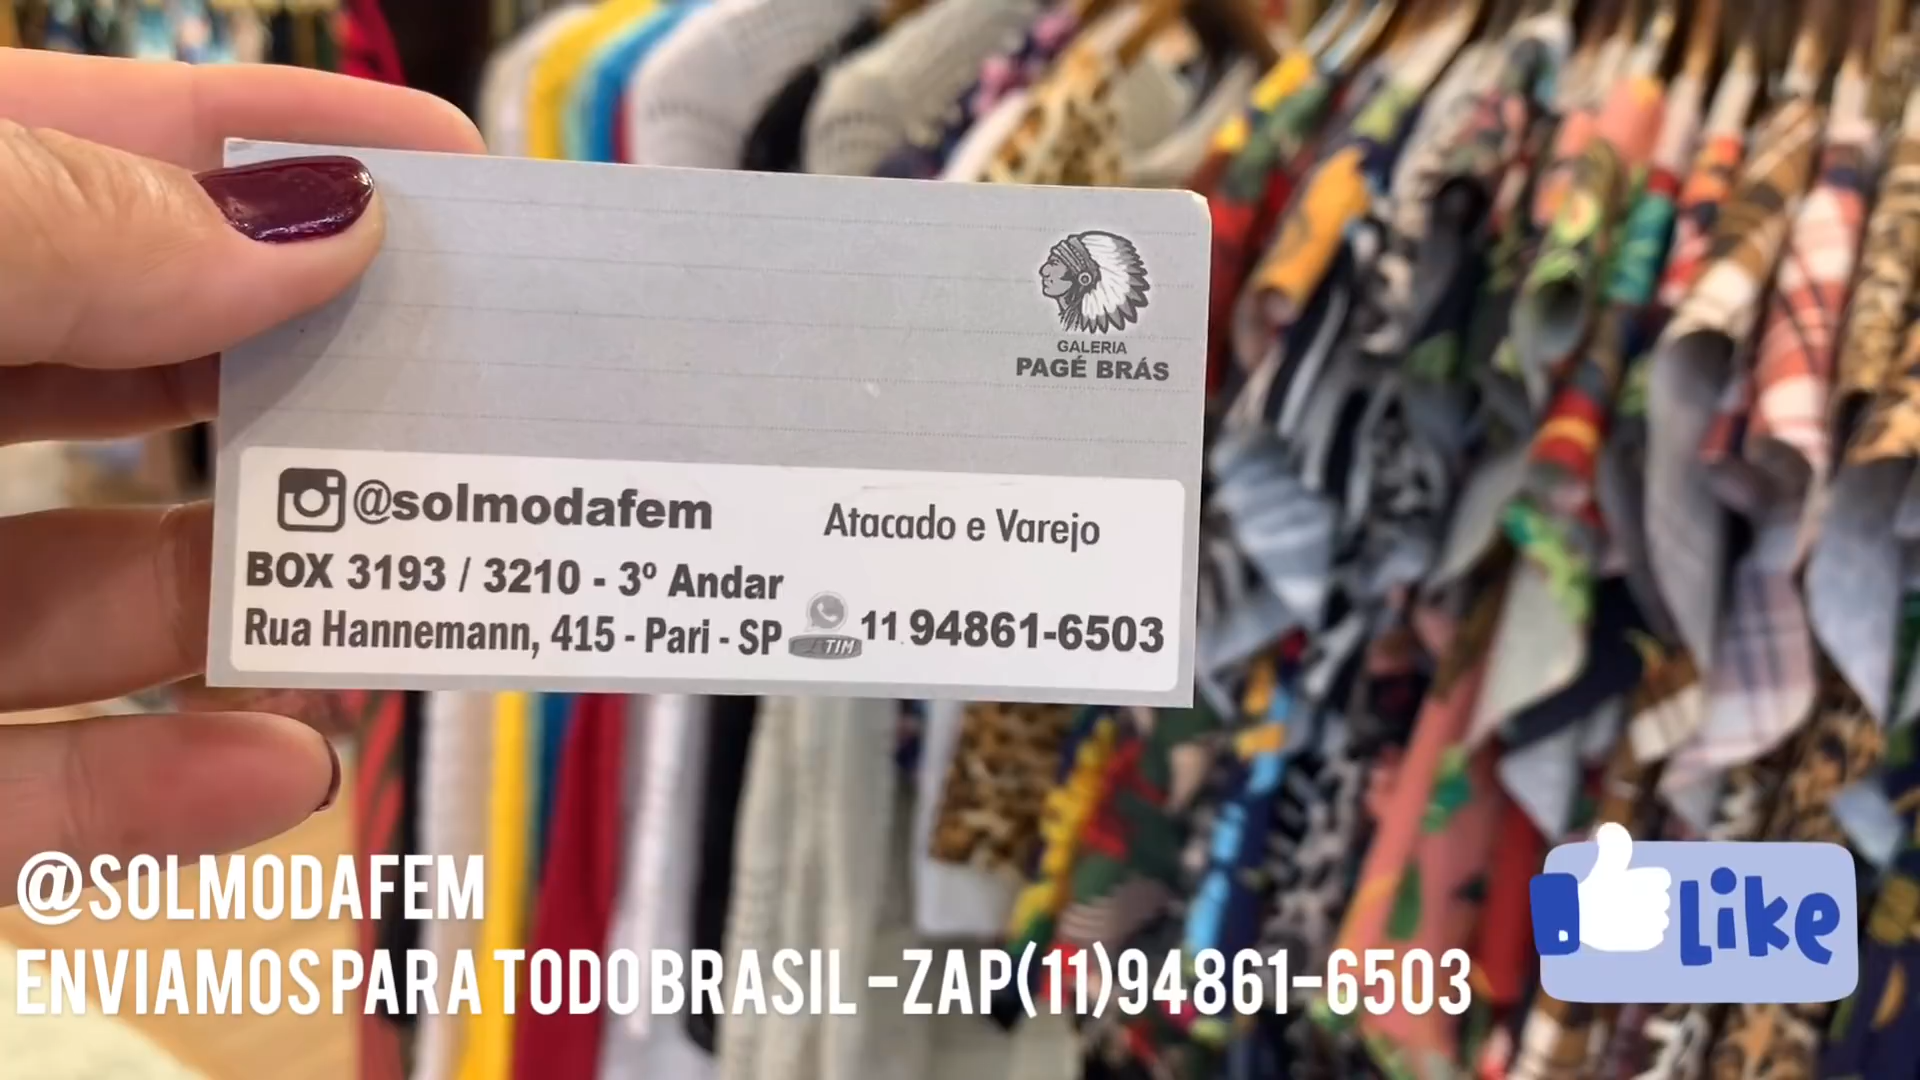 GALERIA
PAGÉ BRÁS
@solmodafem
Atacado e Varejo
BOX 3193 / 3210 - 3º Andar
Rua Hannemann, 415 - Pari - SP
TIM
11 94861-6503
@SOLMODAFEM
ENVIAMOS PARA TODO BRASIL -ZAP(11)94861-6503
Like